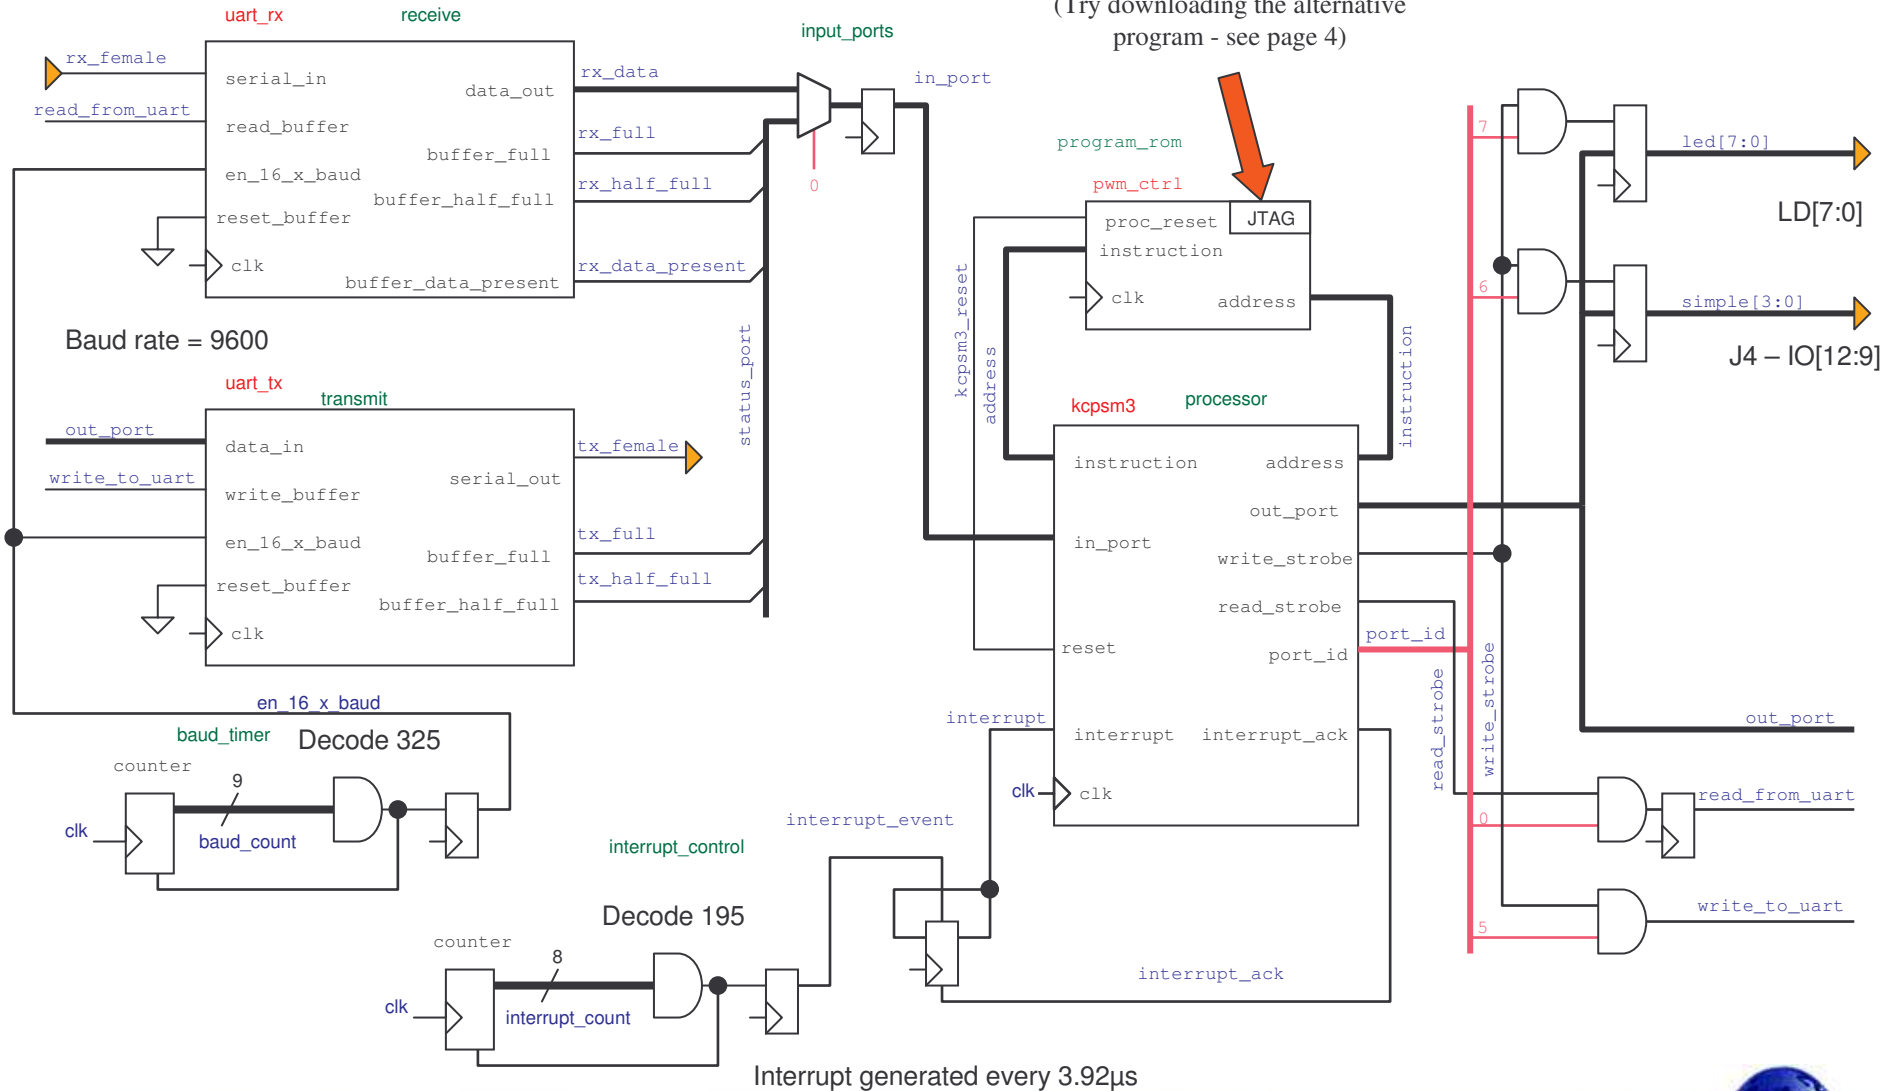 (Try downloading the alternative
program - see page 4)
uart_rx
receive
rx_female
serial_in
read_from_uart
read_buffer
en_16_x_baud
reset_buffer
clk
data_out
buffer_full
buffer_half_full
buffer_data_present
rx_data
rx_full
rx_half_full
rx_data_present
input_ports
0
in_port
status_port
Baud rate = 9600
uart_tx
transmit
out_port
data_in
write_to_uart
write_buffer
en_16_x_baud
reset_buffer
clk
serial_out
buffer_full
buffer_half_full
tx_female
tx_full
tx_half_full
en_16_x_baud
baud_timer
Decode 325
counter
9
clk
baud_count
program_rom
pwm_ctrl
proc_reset
JTAG
instruction
clk
address
kcpsm3_reset
address
instruction
kcpsm3
processor
instruction
address
out_port
in_port
write_strobe
read_strobe
reset
port_id
interrupt
interrupt_ack
clk
clk
port_id
read_strobe
write_strobe
interrupt
interrupt_event
interrupt_control
Decode 195
counter
8
clk
interrupt_count
interrupt_ack
Interrupt generated every 3.92µs
7
led[7:0]
LD[7:0]
6
simple[3:0]
J4 – IO[12:9]
out_port
0
read_from_uart
5
write_to_uart